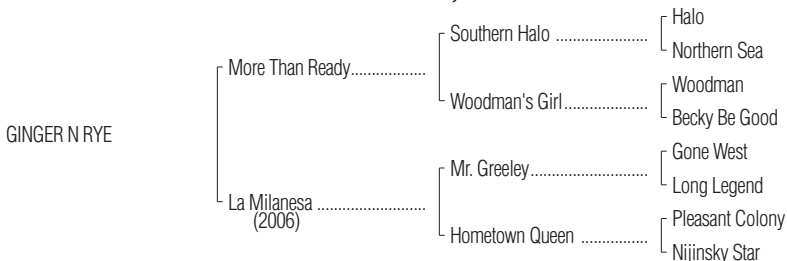 Halo
Southern Halo ....................
Northern Sea
More Than Ready..................
Woodman
Woodman's Girl..................
Becky Be Good
GINGER N RYE
Gone West
Mr. Greeley.........................
Long Legend
La Milanesa ..........................
(2006)
Pleasant Colony
Hometown Queen ...............
Nijinsky Star